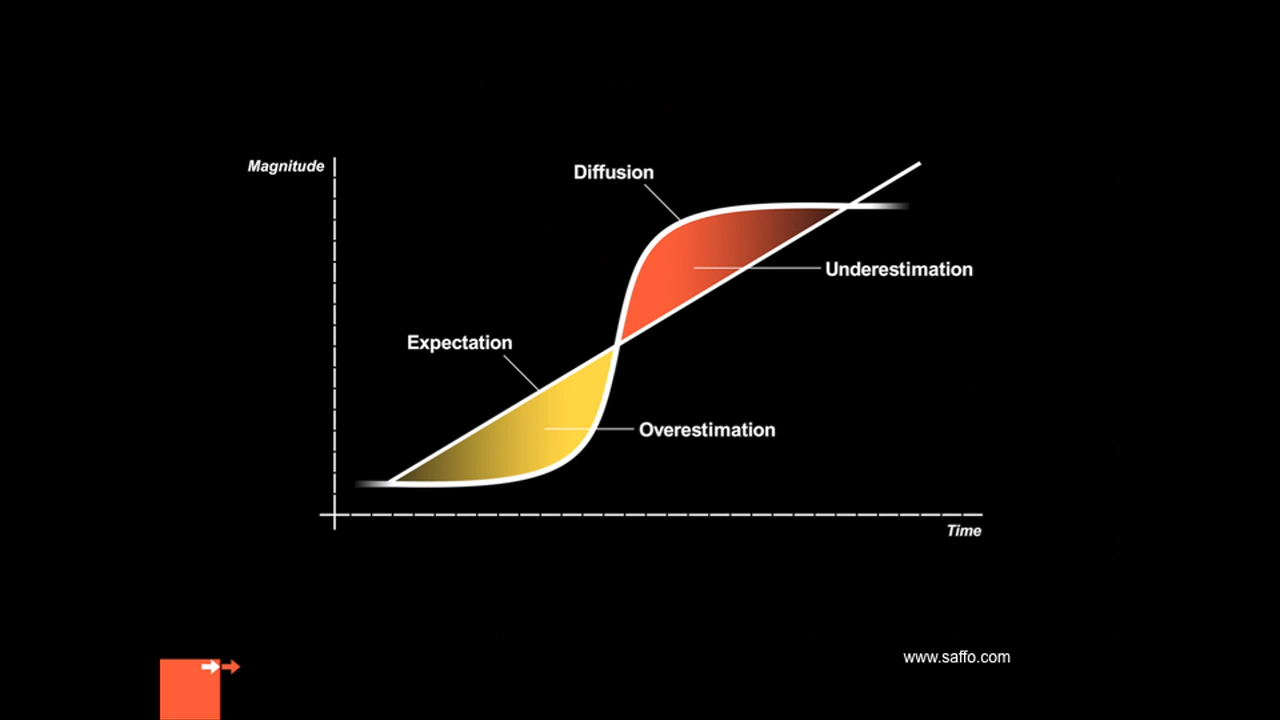 Magnitude
Diffusion
Underestimation
Expectation
Overestimation
Time
www.saffo.com